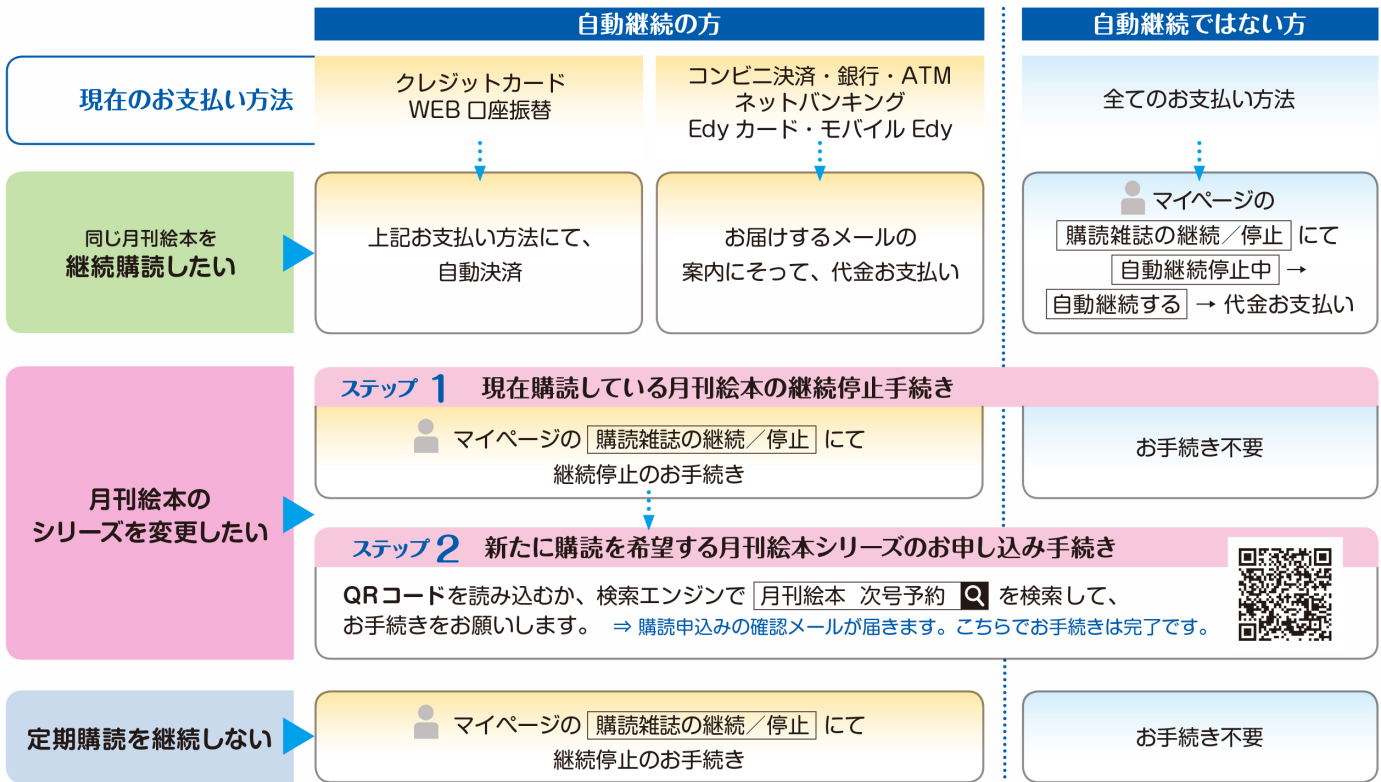 自動継続の方
自動継続ではない方
現在のお支払い方法
クレジットカード
WEB 口座振替
コンビニ決済・銀行・ATM
ネットバンキング
Edy カード・モバイル Edy
全てのお支払い方法
同じ月刊絵本を
継続購読したい
上記お支払い方法にて、
自動決済
お届けするメールの
案内にそって、代金お支払い
マイページの
購読雑誌の継続／停止 にて
自動継続停止中 →
自動継続する → 代金お支払い
月刊絵本の
シリーズを変更したい
ステップ 1 現在購読している月刊絵本の継続停止手続き
マイページの 購読雑誌の継続／停止 にて
継続停止のお手続き
お手続き不要
ステップ 2 新たに購読を希望する月刊絵本シリーズのお申し込み手続き
QRコードを読み込むか、検索エンジンで 月刊絵本 次号予約 を検索して、
お手続きをお願いします。 ⇒ 購読申込みの確認メールが届きます。こちらでお手続きは完了です。
定期購読を継続しない
マイページの 購読雑誌の継続／停止 にて
継続停止のお手続き
お手続き不要